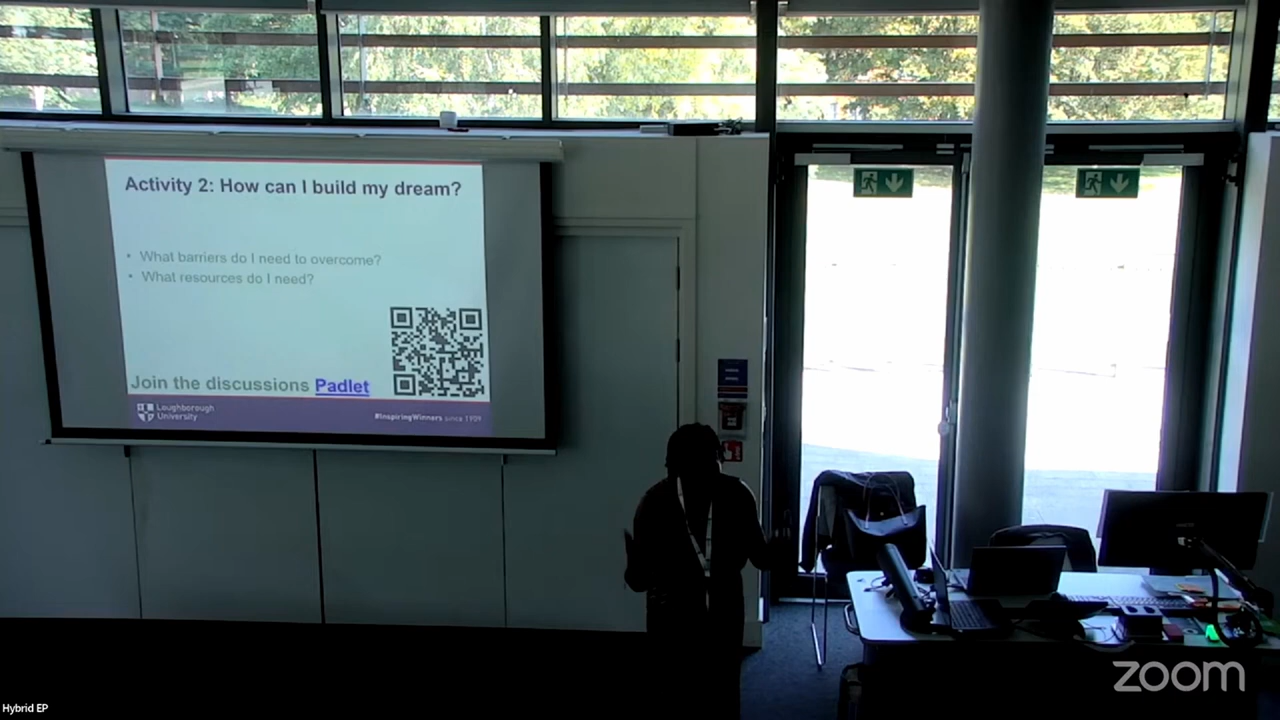 Activity 2: How can I build my dream?
• What barriers do I need to overcome?
• What resources do I need?
Join the discussions Padlet
Loughborough
University
#InspiringWinners since 1909
zoom
Hybrid EP